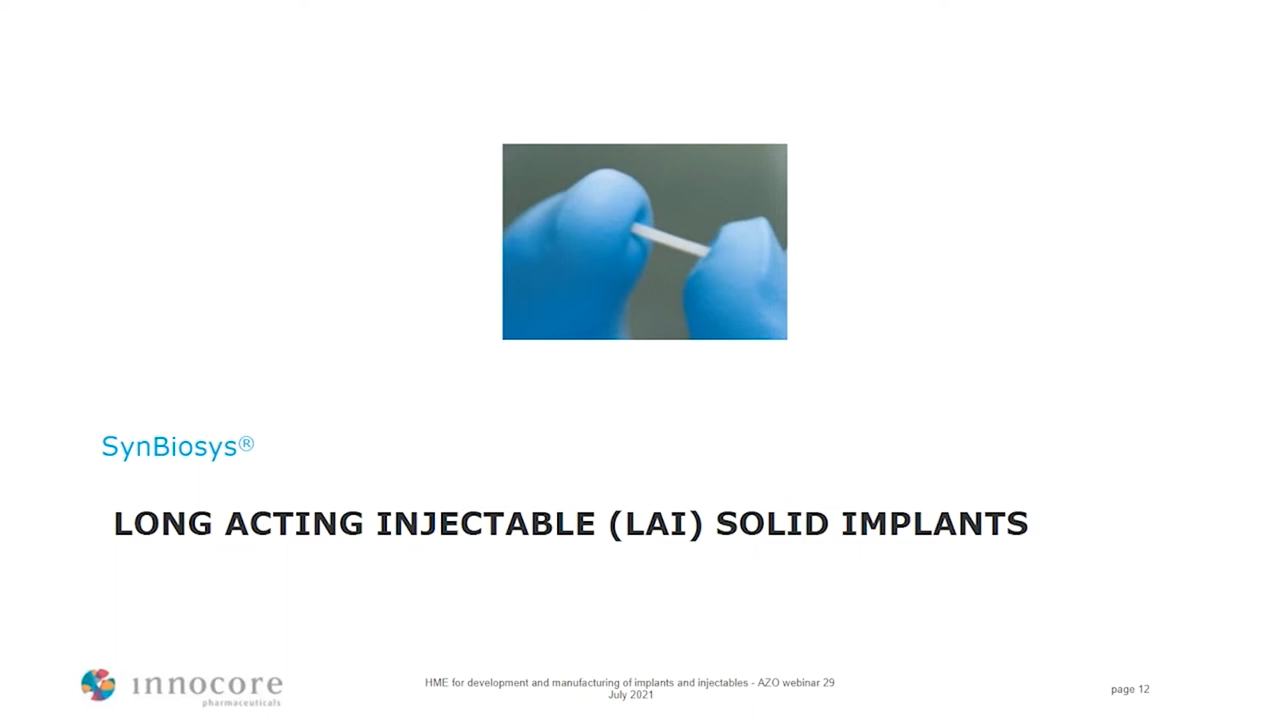 SynBiosys®
LONG ACTING INJECTABLE (LAI) SOLID IMPLANTS
innocore
pharmaceuticals
HME for development and manufacturing of implants and injectables - AZO webinar 29
July 2021
page 12